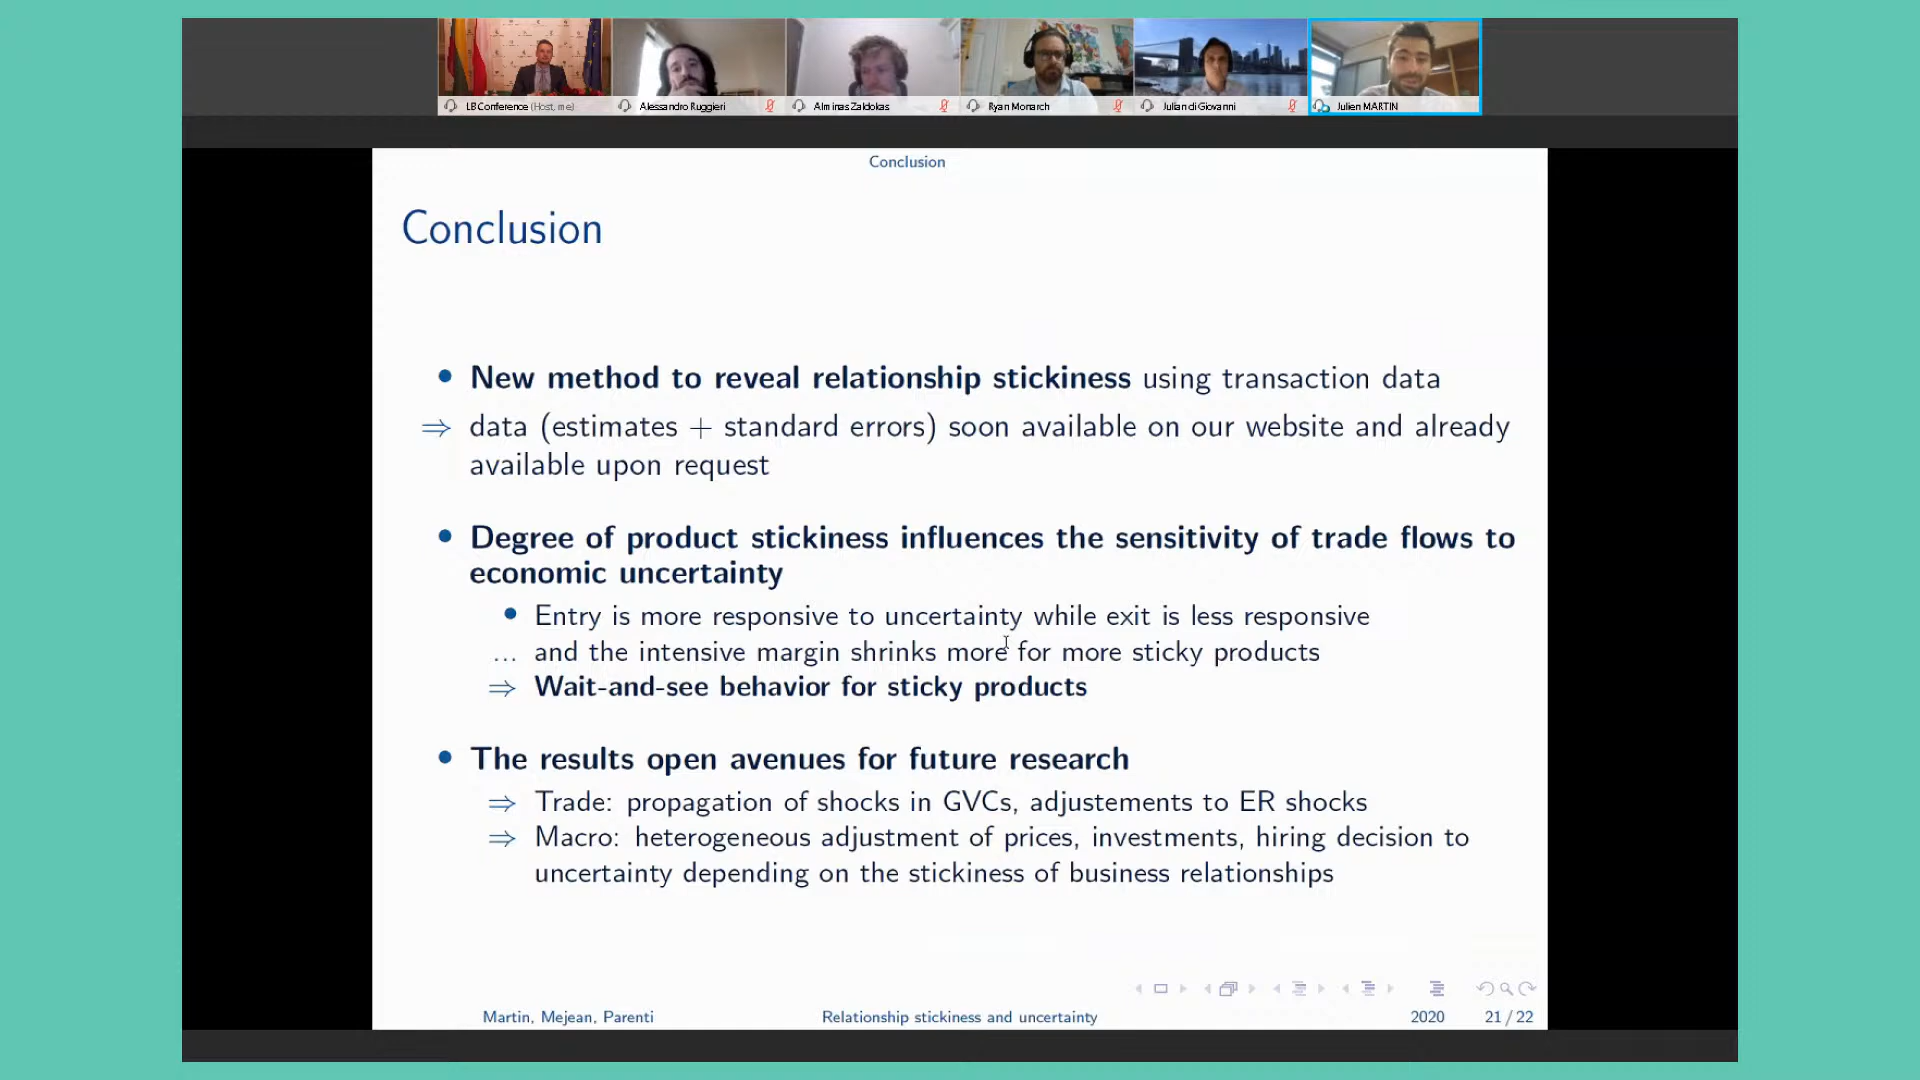 LB Conference (Host, me)
Alessandro Ruggieri
Alminas Zaldokas
Ryan Monarch
Julian di Giovanni
Julien MARTIN
Conclusion
Conclusion
• New method to reveal relationship stickiness using transaction data
⇒ data (estimates + standard errors) soon available on our website and already
available upon request
• Degree of product stickiness influences the sensitivity of trade flows to
economic uncertainty
• Entry is more responsive to uncertainty while exit is less responsive
... and the intensive margin shrinks more for more sticky products
⇒ Wait-and-see behavior for sticky products
• The results open avenues for future research
⇒ Trade: propagation of shocks in GVCs, adjustements to ER shocks
⇒ Macro: heterogeneous adjustment of prices, investments, hiring decision to
uncertainty depending on the stickiness of business relationships
Martin, Mejean, Parenti
Relationship stickiness and uncertainty
2020
21 / 22